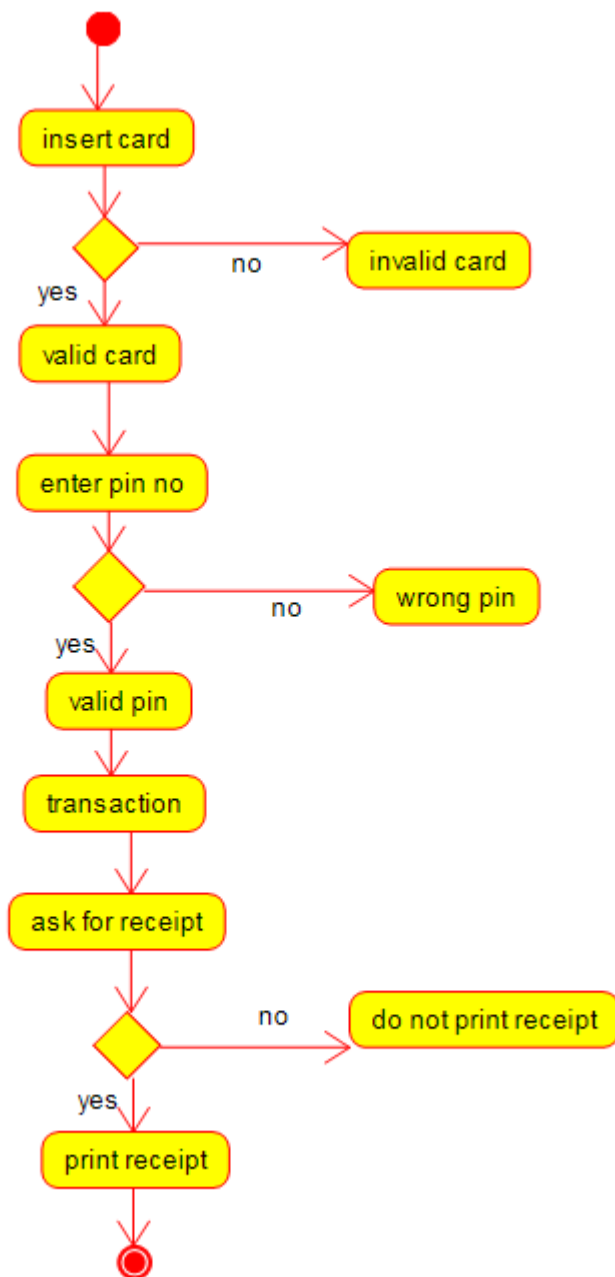 insert card
no
invalid card
yes
valid card
enter pin no
no
wrong pin
yes
valid pin
transaction
ask for receipt
no
do not print receipt
yes
print receipt